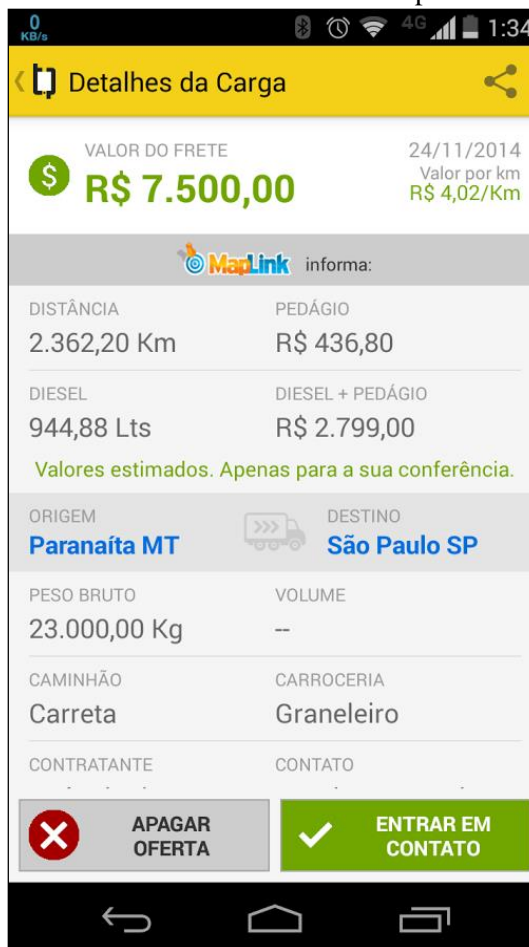 0
KB/s
4G
1:34
Detalhes da Carga
VALOR DO FRETE
R$ 7.500,00
24/11/2014
Valor por km
R$ 4,02/Km
MapLink informa:
DISTÂNCIA
PEDÁGIO
2.362,20 Km
R$ 436,80
DIESEL
DIESEL + PEDÁGIO
944,88 Lts
R$ 2.799,00
Valores estimados. Apenas para a sua conferência.
ORIGEM
DESTINO
Paranaíta MT
São Paulo SP
PESO BRUTO
VOLUME
23.000,00 Kg
--
CAMINHÃO
CARROCERIA
Carreta
Graneleiro
CONTRATANTE
CONTATO
APAGAR
OFERTA
ENTRAR EM
CONTATO